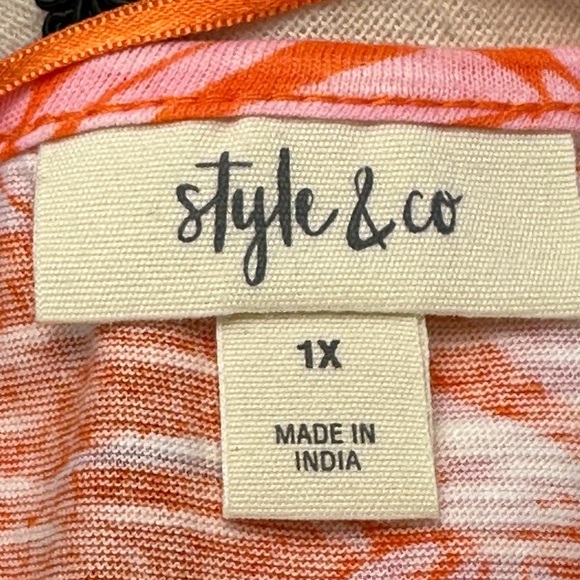 style & co
1X
MADE IN
INDIA